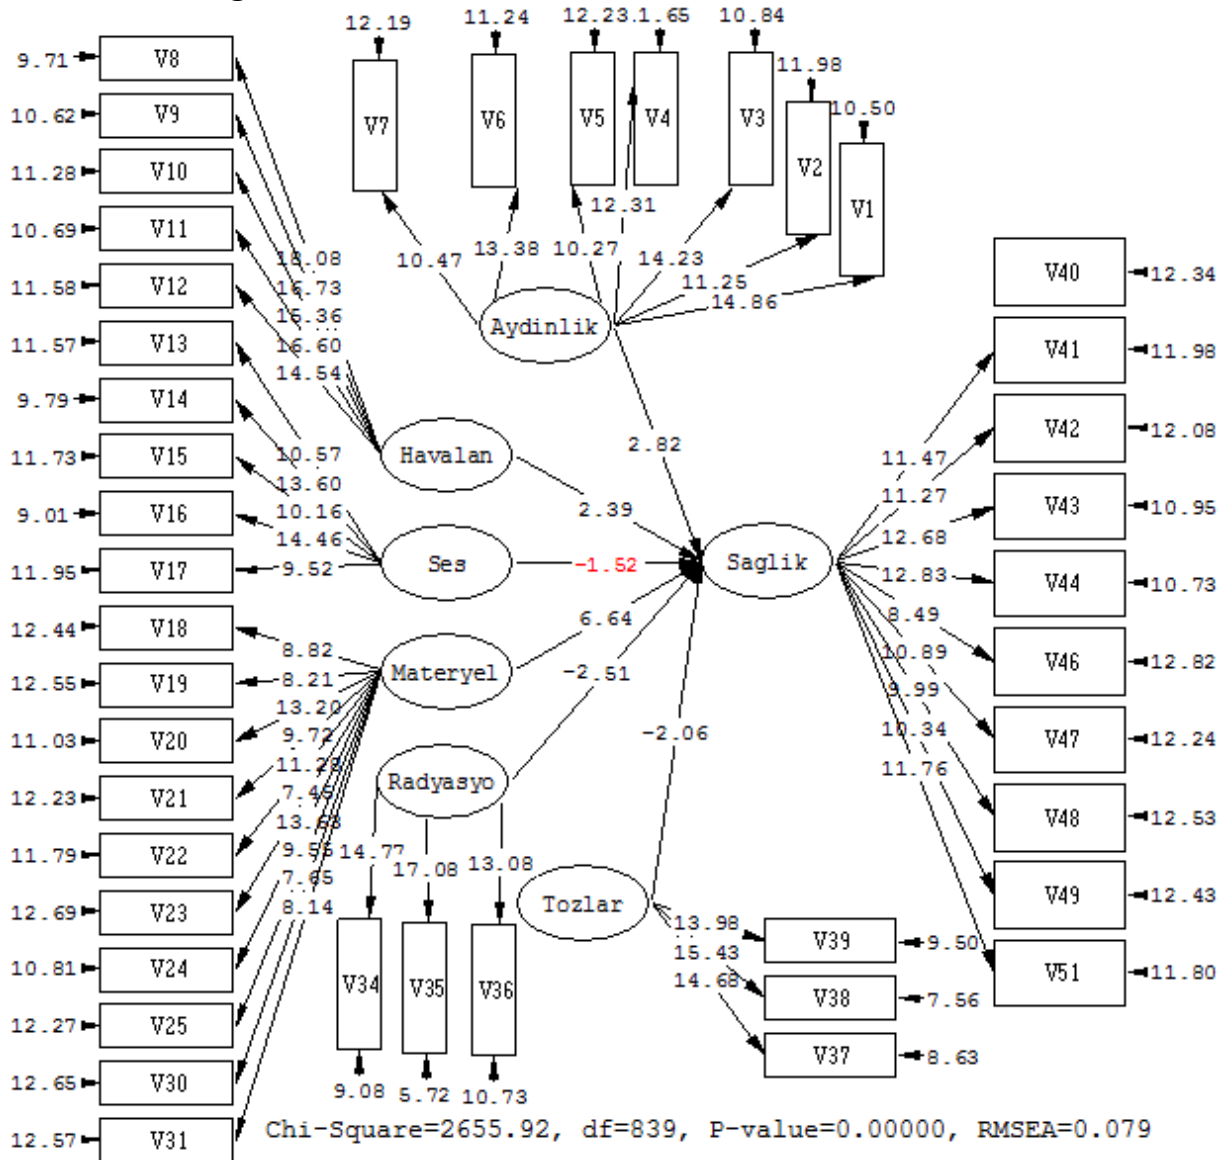 12.19
11.24
12.23
1.65
10.84
11.98
10.50
V7
V6
V5
V4
V3
V2
V1
9.71 V8
10.62 V9
11.28 V10
10.69 V11
11.58 V12
11.57 V13
9.79 V14
11.73 V15
9.01 V16
11.95 V17
12.44 V18
12.55 V19
11.03 V20
12.23 V21
11.79 V22
12.69 V23
10.81 V24
12.27 V25
12.65 V30
12.57 V31
10.47
13.38
10.27
12.31
14.23
11.25
14.86
Aydinlik
18.08
16.73
15.36
16.60
14.54
Havalan
10.57
13.60
10.16
14.46
9.52
Ses
8.82
8.21
13.20
9.72
11.28
7.45
13.63
9.55
7.65
8.14
Materyel
Radyasyo
14.77
17.08
13.08
V34
V35
V36
9.08
5.72
10.73
2.82
2.39
-1.52
6.64
-2.51
-2.06
Saglik
Tozlar
13.98
15.43
14.68
V39 9.50
V38 7.56
V37 8.63
11.47
11.27
12.68
12.83
8.49
10.89
9.99
10.34
11.76
V40 12.34
V41 11.98
V42 12.08
V43 10.95
V44 10.73
V46 12.82
V47 12.24
V48 12.53
V49 12.43
V51 11.80
Chi-Square=2655.92, df=839, P-value=0.00000, RMSEA=0.079